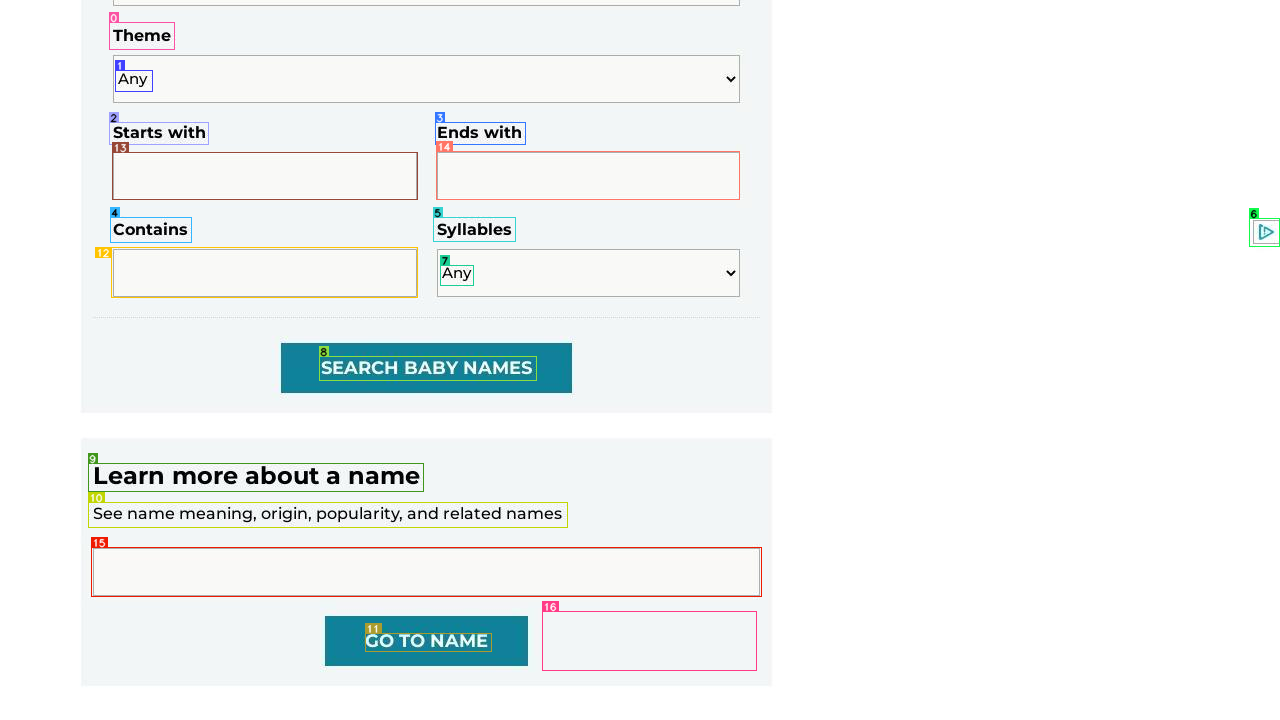 0
Theme
1
Any
2
3
Starts with
Ends with
13
14
4
5
Contains
Syllables
6
12
7
Any
8
SEARCH BABY NAMES
9
Learn more about a name
10
See name meaning, origin, popularity, and related names
15
16
11
GO TO NAME